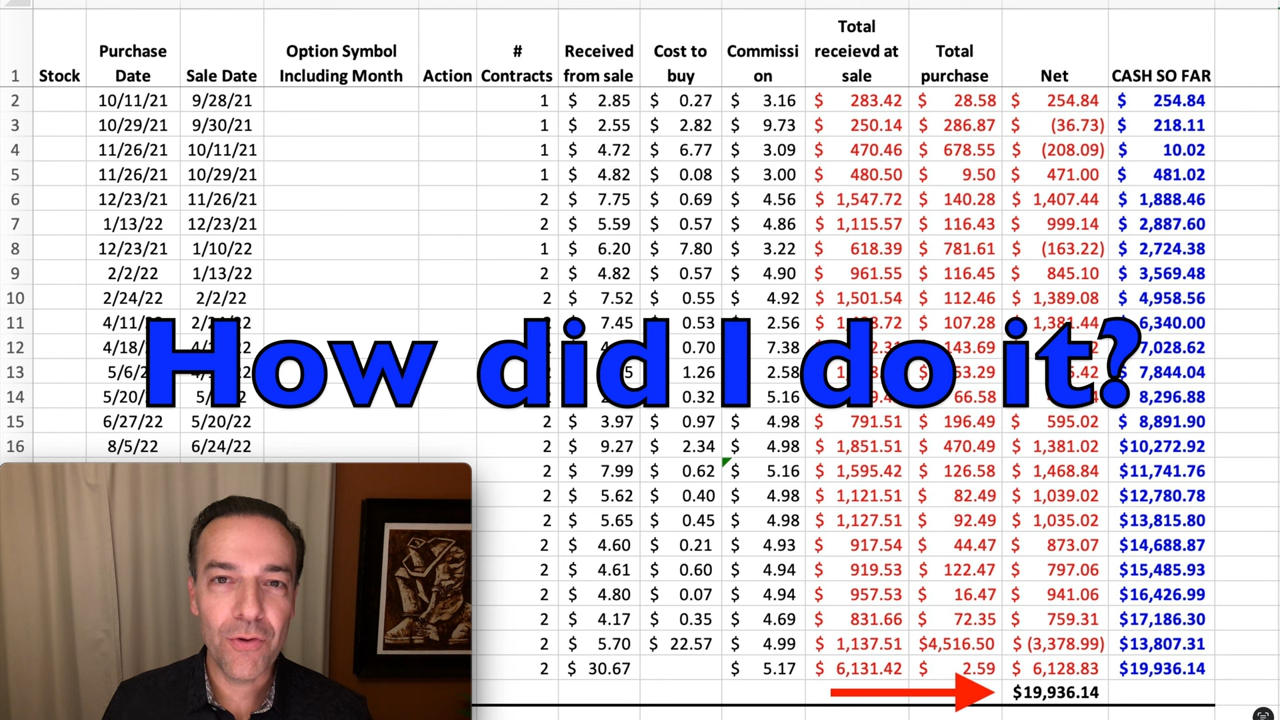 Total
Purchase Option Symbol # Received Cost to Commissi receievd at Total
1 Stock Date Sale Date Including Month Action Contracts from sale buy on sale purchase Net CASH SO FAR
2 10/11/21 9/28/21 1 $ 2.85 $ 0.27 $ 3.16 $ 283.42 $ 28.58 $ 254.84 $ 254.84
3 10/29/21 9/30/21 1 $ 2.55 $ 2.82 $ 9.73 $ 250.14 $ 286.87 $ (36.73) $ 218.11
4 11/26/21 10/11/21 1 $ 4.72 $ 6.77 $ 3.09 $ 470.46 $ 678.55 $ (208.09) $ 10.02
5 11/26/21 10/29/21 1 $ 4.82 $ 0.08 $ 3.00 $ 480.50 $ 9.50 $ 471.00 $ 481.02
6 12/23/21 11/26/21 2 $ 7.75 $ 0.69 $ 4.56 $ 1,547.72 $ 140.28 $ 1,407.44 $ 1,888.46
7 1/13/22 12/23/21 2 $ 5.59 $ 0.57 $ 4.86 $ 1,115.57 $ 116.43 $ 999.14 $ 2,887.60
8 12/23/21 1/10/22 1 $ 6.20 $ 7.80 $ 3.22 $ 618.39 $ 781.61 $ (163.22) $ 2,724.38
9 2/2/22 1/13/22 2 $ 4.82 $ 0.57 $ 4.90 $ 961.55 $ 116.45 $ 845.10 $ 3,569.48
10 2/24/22 2/2/22 2 $ 7.52 $ 0.55 $ 4.92 $ 1,501.54 $ 112.46 $ 1,389.08 $ 4,958.56
11 $ 7.45 $ 0.53 $ 2.56 $ 107.28 $ 1,381.44 $ 6,340.00
How did I do it?
12 0.70 7.38 143.69 7,028.62
13 1.26 2.58 7,844.04
14 0.32 5.16 66.58 8,296.88
15 6/27/22 5/20/22 2 $ 3.97 $ 0.97 $ 4.98 $ 791.51 $ 196.49 $ 595.02 $ 8,891.90
16 8/5/22 6/24/22 2 $ 9.27 $ 2.34 $ 4.98 $ 1,851.51 $ 470.49 $ 1,381.02 $10,272.92
2 $ 7.99 $ 0.62 $ 5.16 $ 1,595.42 $ 126.58 $ 1,468.84 $11,741.76
2 $ 5.62 $ 0.40 $ 4.98 $ 1,121.51 $ 82.49 $ 1,039.02 $12,780.78
2 $ 5.65 $ 0.45 $ 4.98 $ 1,127.51 $ 92.49 $ 1,035.02 $13,815.80
2 $ 4.60 $ 0.21 $ 4.93 $ 917.54 $ 44.47 $ 873.07 $14,688.87
2 $ 4.61 $ 0.60 $ 4.94 $ 919.53 $ 122.47 $ 797.06 $15,485.93
2 $ 4.80 $ 0.07 $ 4.94 $ 957.53 $ 16.47 $ 941.06 $16,426.99
2 $ 4.17 $ 0.35 $ 4.69 $ 831.66 $ 72.35 $ 759.31 $17,186.30
2 $ 5.70 $ 22.57 $ 4.99 $ 1,137.51 $4,516.50 $ (3,378.99) $13,807.31
2 $ 30.67 $ 5.17 $ 6,131.42 $ 2.59 $ 6,128.83 $19,936.14
$19,936.14